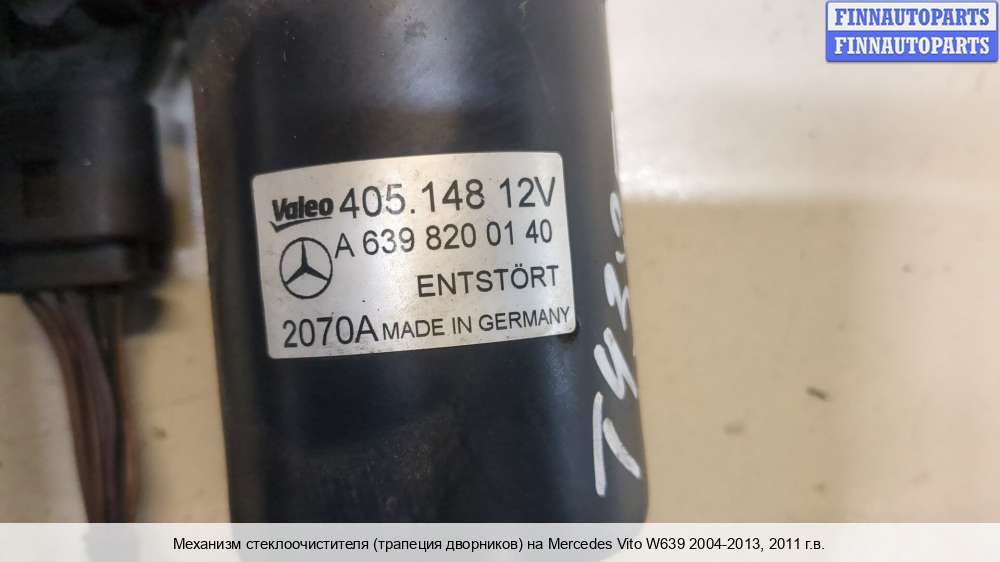 FINNAUTOPARTS
FINNAUTOPARTS
Valeo 405.148 12V
A 639 820 01 40
ENTSTÖRT
2070A MADE IN GERMANY
Механизм стеклоочистителя (трапеция дворников) на Mercedes Vito W639 2004-2013, 2011 г.в.